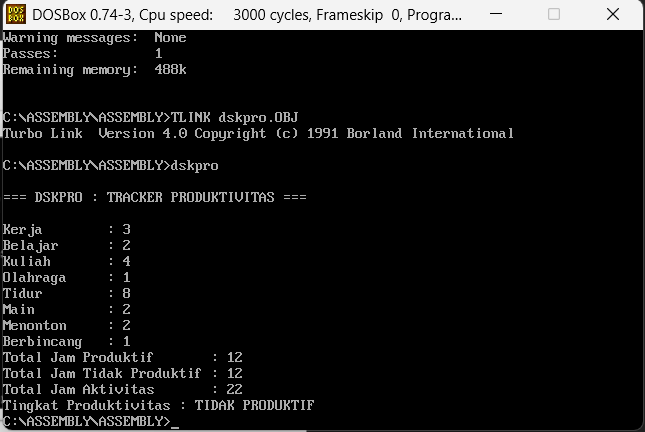 DOS BOX
DOSBox 0.74-3, Cpu speed: 3000 cycles, Frameskip 0, Progra...
Warning messages: None
Passes: 1
Remaining memory: 488k
C:\ASSEMBLY\ASSEMBLY>TLINK dskpro.OBJ
Turbo Link Version 4.0 Copyright (c) 1991 Borland International
C:\ASSEMBLY\ASSEMBLY>dskpro
=== DSKPRO : TRACKER PRODUKTIVITAS ===
Kerja : 3
Belajar : 2
Kuliah : 4
Olahraga : 1
Tidur : 8
Main : 2
Menonton : 2
Berbincang : 1
Total Jam Produktif : 12
Total Jam Tidak Produktif : 12
Total Jam Aktivitas : 22
Tingkat Produktivitas : TIDAK PRODUKTIF
C:\ASSEMBLY\ASSEMBLY>_